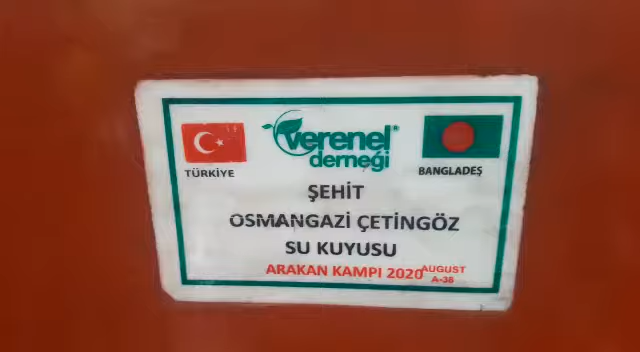 verenel®
derneği
TÜRKİYE
BANGLADEŞ
ŞEHİT
OSMANGAZİ ÇETİNGÖZ
SU KUYUSU
ARAKAN KAMPI 2020 AUGUST
A-36